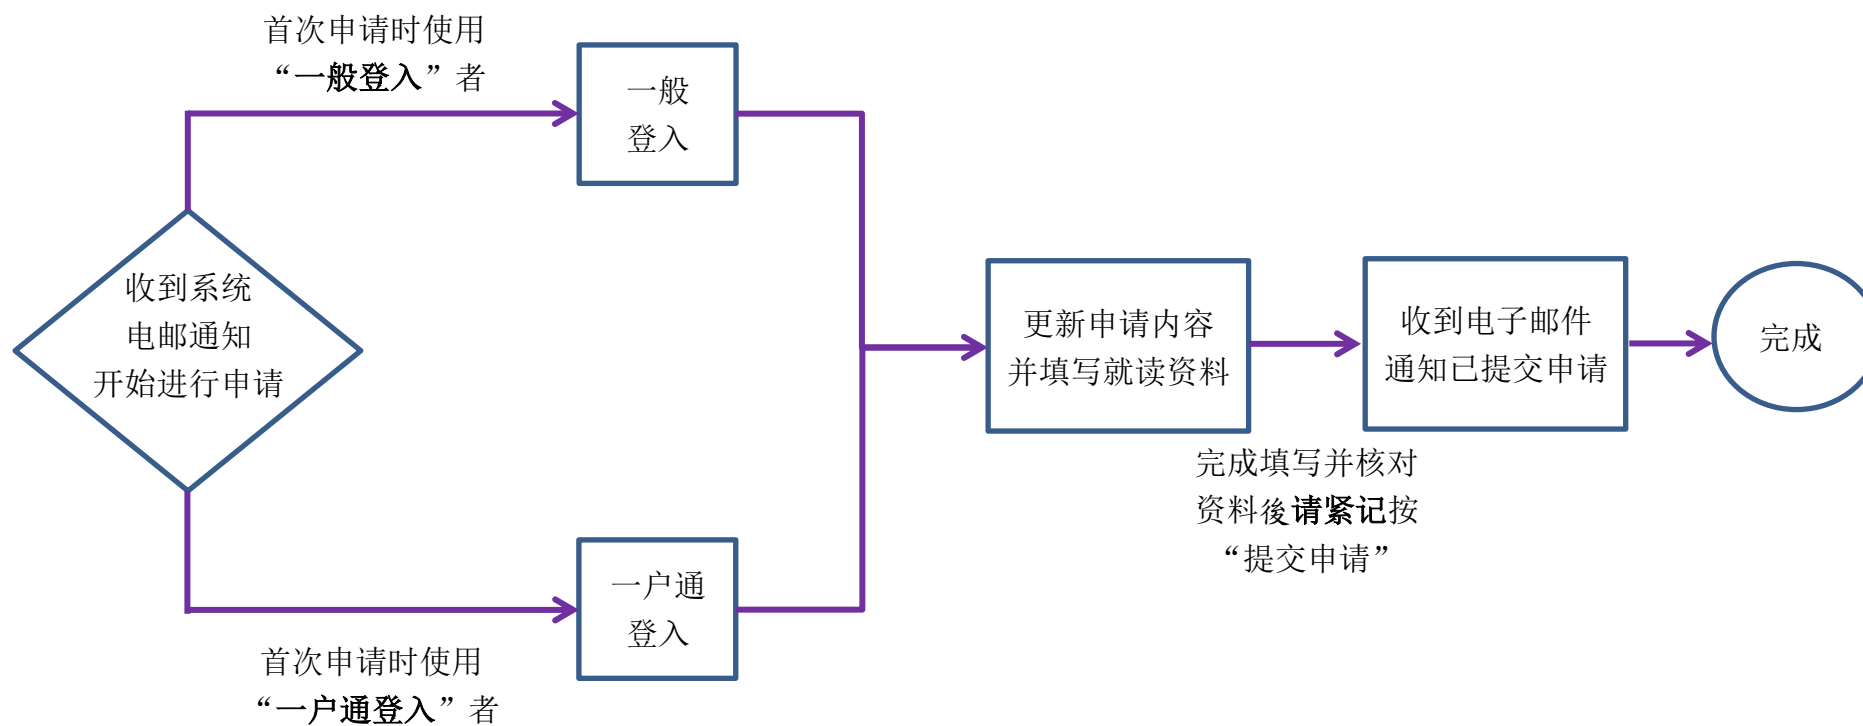 首次申请时使用
“一般登入”者
一般
登入
收到系统
电邮通知
开始进行申请
更新申请内容
并填写就读资料
收到电子邮件
通知已提交申请
完成
完成填写并核对
资料後请紧记按
“提交申请”
一户通
登入
首次申请时使用
“一户通登入”者